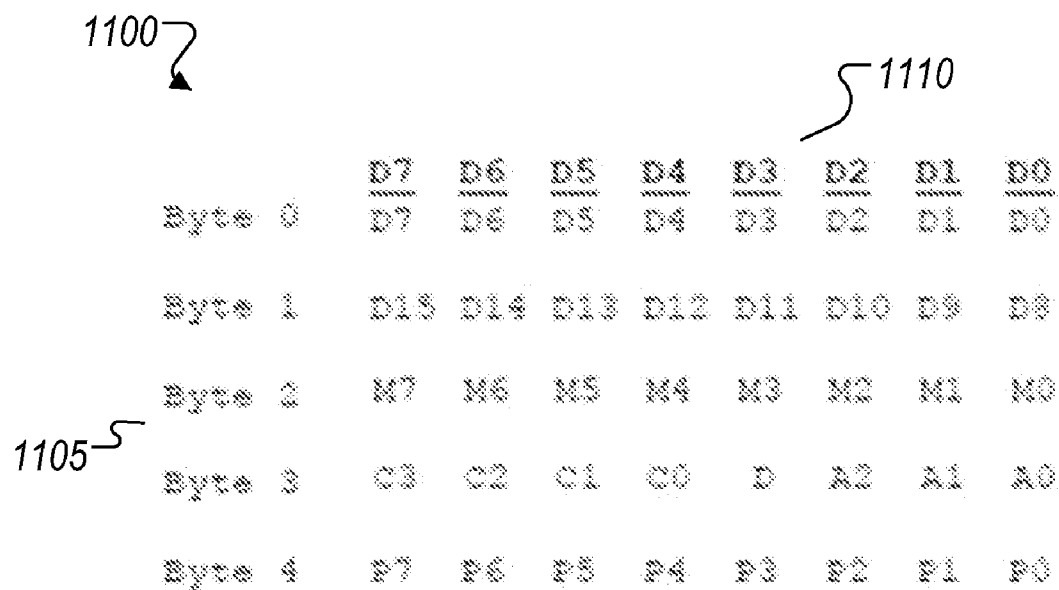 1100
1110
D7 D6 D5 D4 D3 D2 D1 D0
Byte 0 D7 D6 D5 D4 D3 D2 D1 D0
Byte 1 D15 D14 D13 D12 D11 D10 D9 D8
Byte 2 M7 M6 M5 M4 M3 M2 M1 M0
1105
Byte 3 C3 C2 C1 C0 D A2 A1 A0
Byte 4 P7 P6 P5 P4 P3 P2 P1 P0